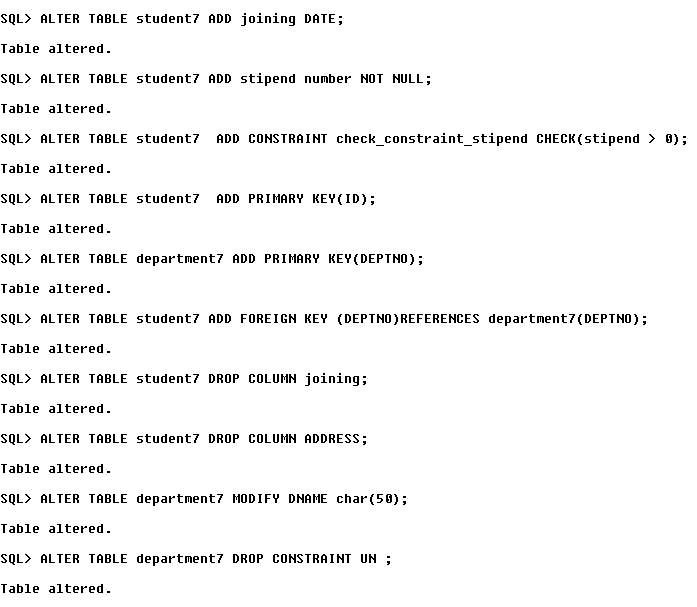 SQL> ALTER TABLE student7 ADD joining DATE;
Table altered.
SQL> ALTER TABLE student7 ADD stipend number NOT NULL;
Table altered.
SQL> ALTER TABLE student7  ADD CONSTRAINT check_constraint_stipend CHECK(stipend > 0);
Table altered.
SQL> ALTER TABLE student7  ADD PRIMARY KEY(ID);
Table altered.
SQL> ALTER TABLE department7 ADD PRIMARY KEY(DEPTNO);
Table altered.
SQL> ALTER TABLE student7 ADD FOREIGN KEY (DEPTNO)REFERENCES department7(DEPTNO);
Table altered.
SQL> ALTER TABLE student7 DROP COLUMN joining;
Table altered.
SQL> ALTER TABLE student7 DROP COLUMN ADDRESS;
Table altered.
SQL> ALTER TABLE department7 MODIFY DNAME char(50);
Table altered.
SQL> ALTER TABLE department7 DROP CONSTRAINT UN ;
Table altered.